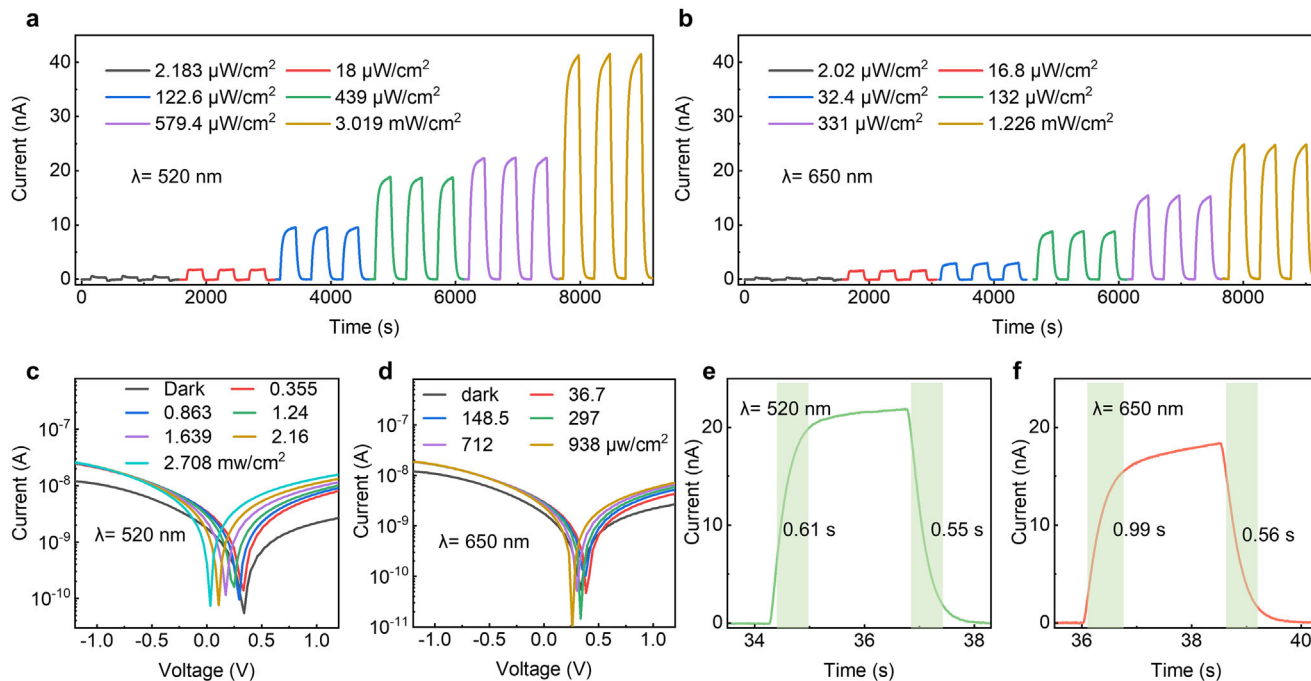 a
Current (nA)
40
30
20
10
0
2.183 µW/cm²
18 µW/cm²
122.6 µW/cm²
439 µW/cm²
579.4 µW/cm²
3.019 mW/cm²
λ= 520 nm
0
2000
4000
6000
8000
Time (s)
b
Current (nA)
40
30
20
10
0
2.02 µW/cm²
16.8 µW/cm²
32.4 µW/cm²
132 µW/cm²
331 µW/cm²
1.226 mW/cm²
λ= 650 nm
0
2000
4000
6000
8000
Time (s)
c
Current (A)
10⁻⁷
10⁻⁸
10⁻⁹
10⁻¹⁰
Dark
0.355
0.863
1.24
1.639
2.16
2.708 mw/cm²
λ= 520 nm
-1.0
-0.5
0.0
0.5
1.0
Voltage (V)
d
Current (A)
10⁻⁷
10⁻⁸
10⁻⁹
10⁻¹⁰
10⁻¹¹
dark
36.7
148.5
297
712
938 µw/cm²
λ= 650 nm
-1.0
-0.5
0.0
0.5
1.0
Voltage (V)
e
Current (nA)
20
10
0
λ= 520 nm
0.61 s
0.55 s
34
36
38
Time (s)
f
Current (nA)
20
10
0
λ= 650 nm
0.99 s
0.56 s
36
38
40
Time (s)